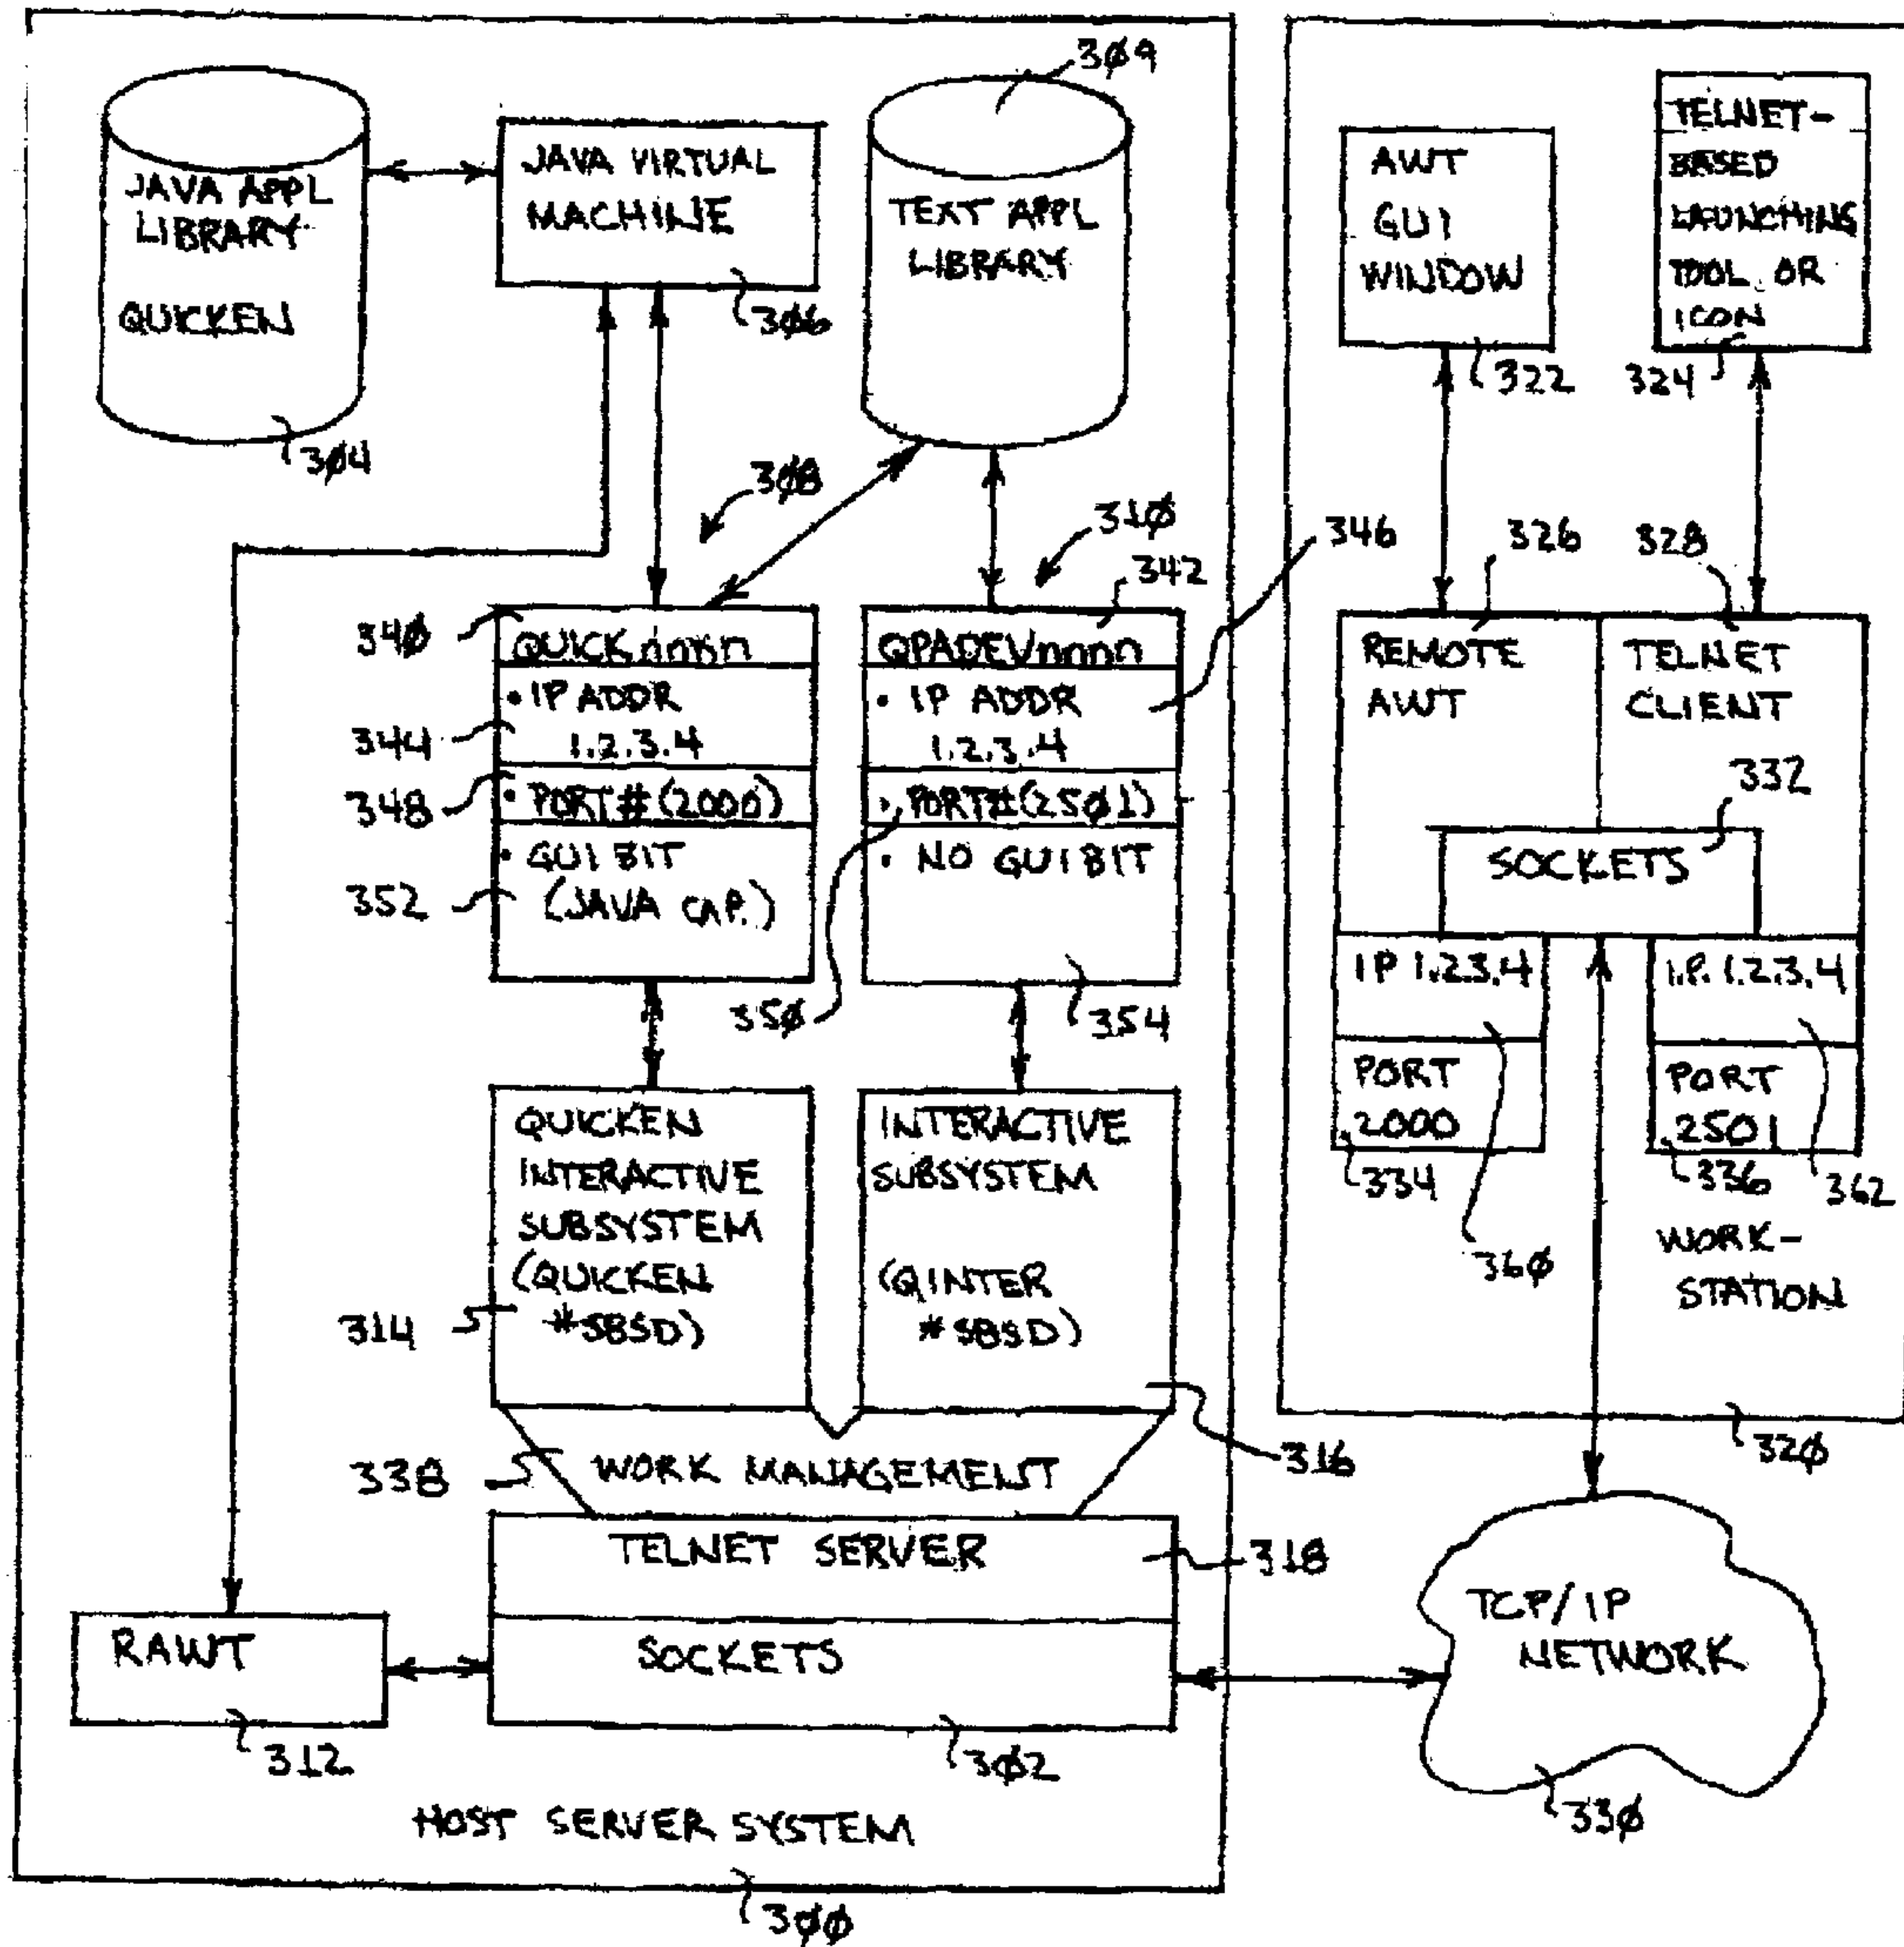 JAVA APPL
LIBRARY
QUICKEN
304
JAVA VIRTUAL
MACHINE
306
309
TEXT APPL
LIBRARY
308
310
340
QUICKnnnn
• IP ADDR
1.2.3.4
344
• PORT#(2000)
348
• GUI BIT
(JAVA CAP.)
352
342
QPADEVnnnn
346
• IP ADDR
1.2.3.4
• PORT#(2501)
• NO GUI BIT
350
354
QUICKEN
INTERACTIVE
SUBSYSTEM
(QUICKEN
*SBSD)
314
INTERACTIVE
SUBSYSTEM
(QINTER
*SBSD)
316
338
WORK MANAGEMENT
TELNET SERVER
318
SOCKETS
302
RAWT
312
HOST SERVER SYSTEM
300
AWT
GUI
WINDOW
322
TELNET-
BASED
LAUNCHING
TOOL OR
ICON
324
326
328
REMOTE
AWT
TELNET
CLIENT
332
SOCKETS
IP 1.2.3.4
I.P. 1.2.3.4
PORT
2000
PORT
2501
334
336
360
362
WORK-
STATION
320
TCP/IP
NETWORK
330